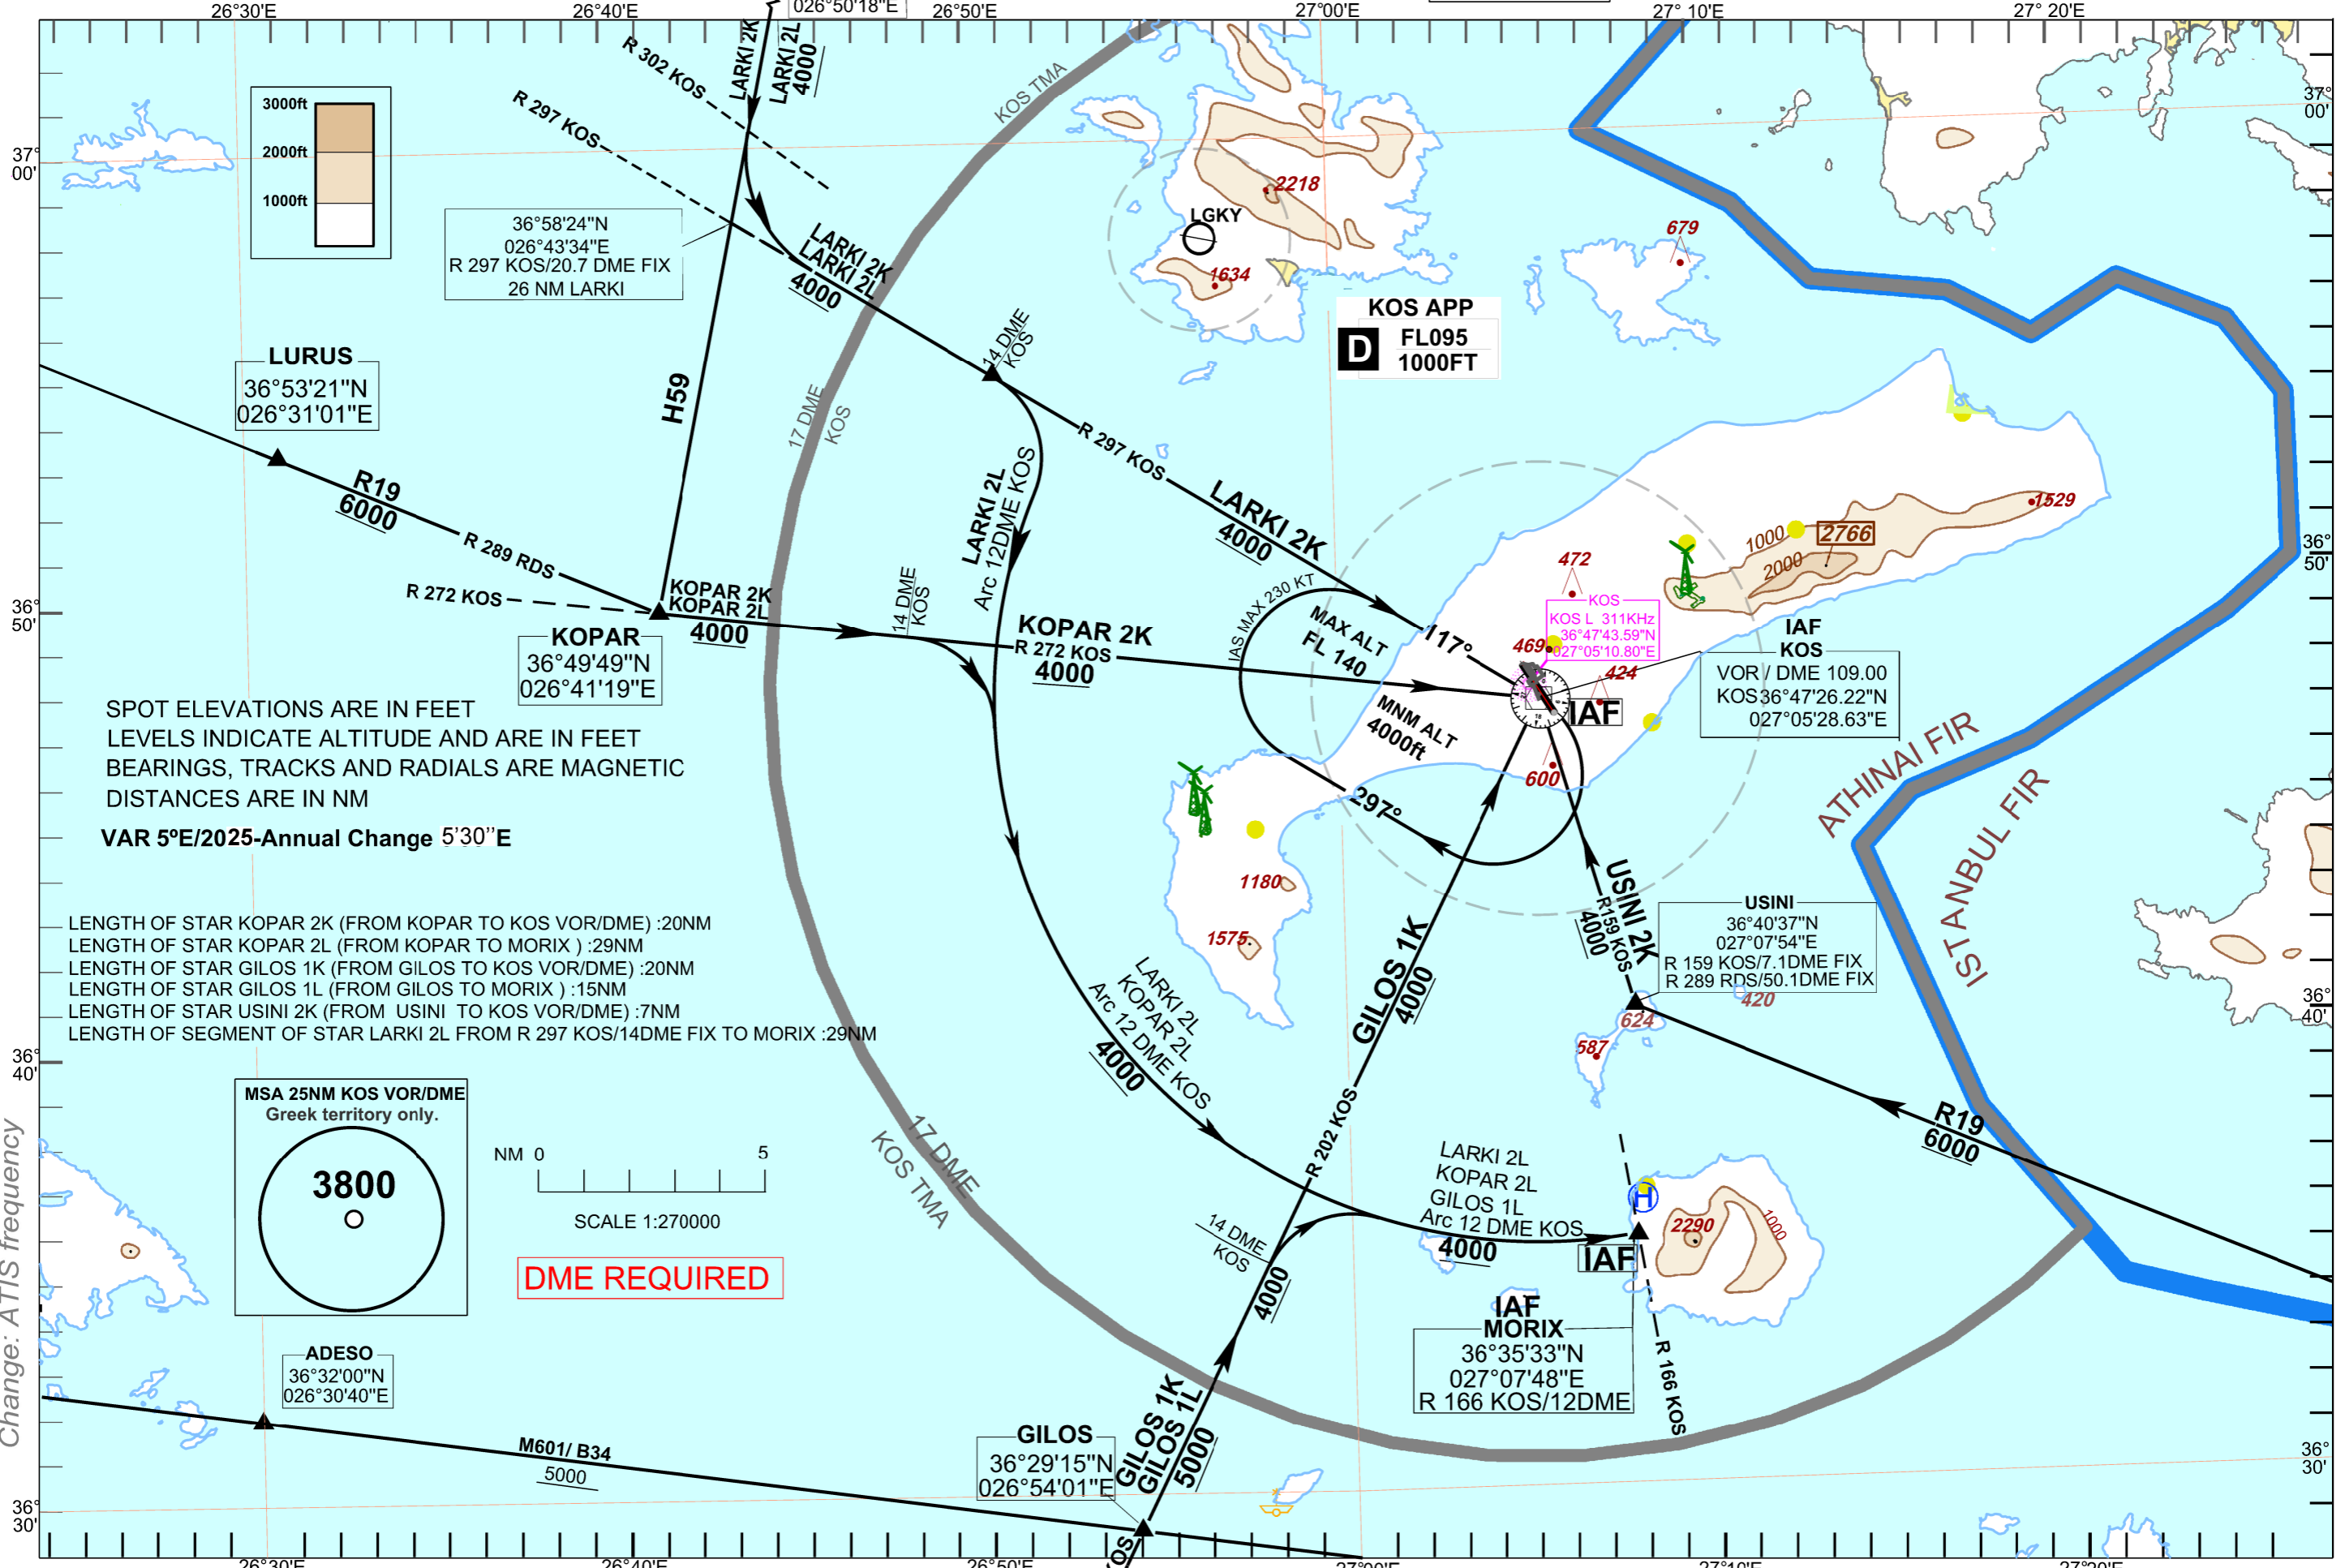 026°50'18"E
26°30'E
26°40'E
26°50'E
27°00'E
27° 10'E
27° 20'E
37°
00'
37°
00'
36°
50'
36°
50'
36°
40'
36°
40'
36°
30'
36°
30'
3000ft
2000ft
1000ft
R 302 KOS
R 297 KOS
LARKI 2K
LARKI 2L
4000
KOS TMA
36°58'24"N
026°43'34"E
R 297 KOS/20.7 DME FIX
26 NM LARKI
LARKI 2K
LARKI 2L
4000
LGKY
2218
1634
679
KOS APP
D
FL095
1000FT
LURUS
36°53'21"N
026°31'01"E
R19
6000
R 289 RDS
H59
17 DME
KOS
14 DME
KOS
R 297 KOS
LARKI 2K
4000
LARKI 2L
Arc 12DME KOS
R 272 KOS
KOPAR 2K
KOPAR 2L
4000
KOPAR
36°49'49"N
026°41'19"E
14 DME
KOS
KOPAR 2K
R 272 KOS
4000
IAS MAX 230 KT
MAX ALT
FL 140
MNM ALT
4000ft
117°
297°
472
469
424
600
1000
2000
2766
1529
KOS
KOS L 311KHz
36°47'43.59"N
027°05'10.80"E
IAF
IAF
KOS
VOR / DME 109.00
KOS36°47'26.22"N
027°05'28.63"E
SPOT ELEVATIONS ARE IN FEET
LEVELS INDICATE ALTITUDE AND ARE IN FEET
BEARINGS, TRACKS AND RADIALS ARE MAGNETIC
DISTANCES ARE IN NM
VAR 5ºE/2025-Annual Change 5'30''E
ATHINAI FIR
ISTANBUL FIR
1180
1575
LENGTH OF STAR KOPAR 2K (FROM KOPAR TO KOS VOR/DME) :20NM
LENGTH OF STAR KOPAR 2L (FROM KOPAR TO MORIX ) :29NM
LENGTH OF STAR GILOS 1K (FROM GILOS TO KOS VOR/DME) :20NM
LENGTH OF STAR GILOS 1L (FROM GILOS TO MORIX ) :15NM
LENGTH OF STAR USINI 2K (FROM USINI TO KOS VOR/DME) :7NM
LENGTH OF SEGMENT OF STAR LARKI 2L FROM R 297 KOS/14DME FIX TO MORIX :29NM
USINI 2K
R159 KOS
4000
USINI
36°40'37"N
027°07'54"E
R 159 KOS/7.1DME FIX
R 289 RDS/50.1DME FIX
420
624
587
R19
6000
GILOS 1K
4000
R 202 KOS
LARKI 2L
KOPAR 2L
Arc 12 DME KOS
4000
MSA 25NM KOS VOR/DME
Greek territory only.
3800
NM 0
5
SCALE 1:270000
DME REQUIRED
17 DME
KOS TMA
14 DME
KOS
4000
LARKI 2L
KOPAR 2L
GILOS 1L
Arc 12 DME KOS
4000
IAF
H
2290
1000
IAF
MORIX
36°35'33"N
027°07'48"E
R 166 KOS/12DME
R 166 KOS
ADESO
36°32'00"N
026°30'40"E
M601/ B34
5000
GILOS
36°29'15"N
026°54'01"E
GILOS 1K
GILOS 1L
5000
KOS
Change: ATIS frequency
26°30'E
26°40'E
26°50'E
27°00'E
27°10'E
27°20'E